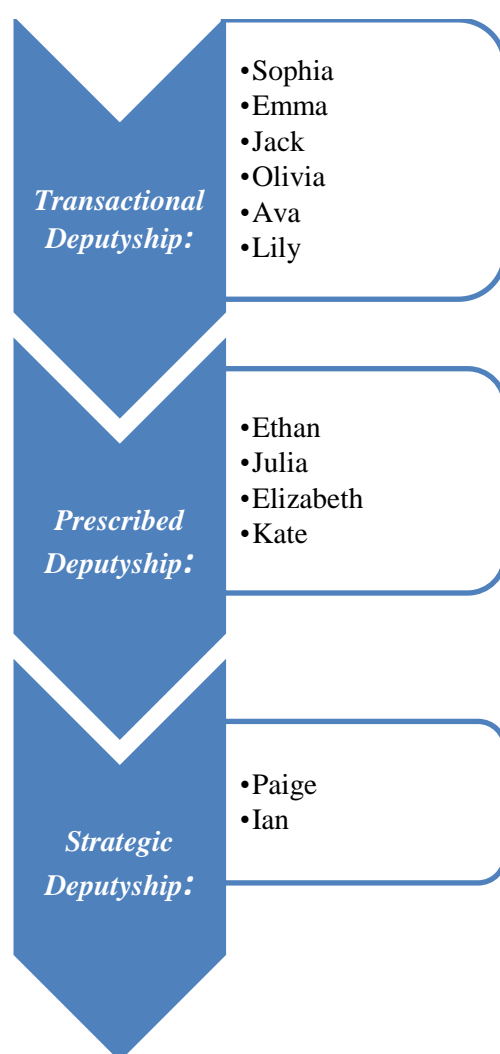 Transactional
Deputyship:
•Sophia
•Emma
•Jack
•Olivia
•Ava
•Lily
Prescribed
Deputyship:
•Ethan
•Julia
•Elizabeth
•Kate
Strategic
Deputyship:
•Paige
•Ian